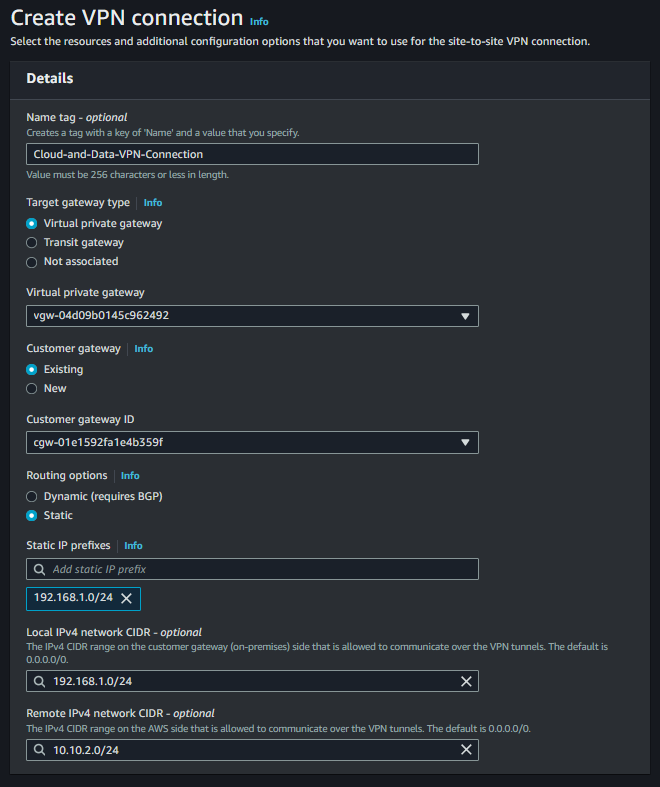 Create VPN connection Info
Select the resources and additional configuration options that you want to use for the site-to-site VPN connection.
Details
Name tag - optional
Creates a tag with a key of 'Name' and a value that you specify.
Cloud-and-Data-VPN-Connection
Value must be 256 characters or less in length.
Target gateway type Info
Virtual private gateway
Transit gateway
Not associated
Virtual private gateway
vgw-04d09b0145c962492
Customer gateway Info
Existing
New
Customer gateway ID
cgw-01e1592fa1e4b359f
Routing options Info
Dynamic (requires BGP)
Static
Static IP prefixes Info
Add static IP prefix
192.168.1.0/24
Local IPv4 network CIDR - optional
The IPv4 CIDR range on the customer gateway (on-premises) side that is allowed to communicate over the VPN tunnels. The default is
0.0.0.0/0.
192.168.1.0/24
Remote IPv4 network CIDR - optional
The IPv4 CIDR range on the AWS side that is allowed to communicate over the VPN tunnels. The default is 0.0.0.0/0.
10.10.2.0/24